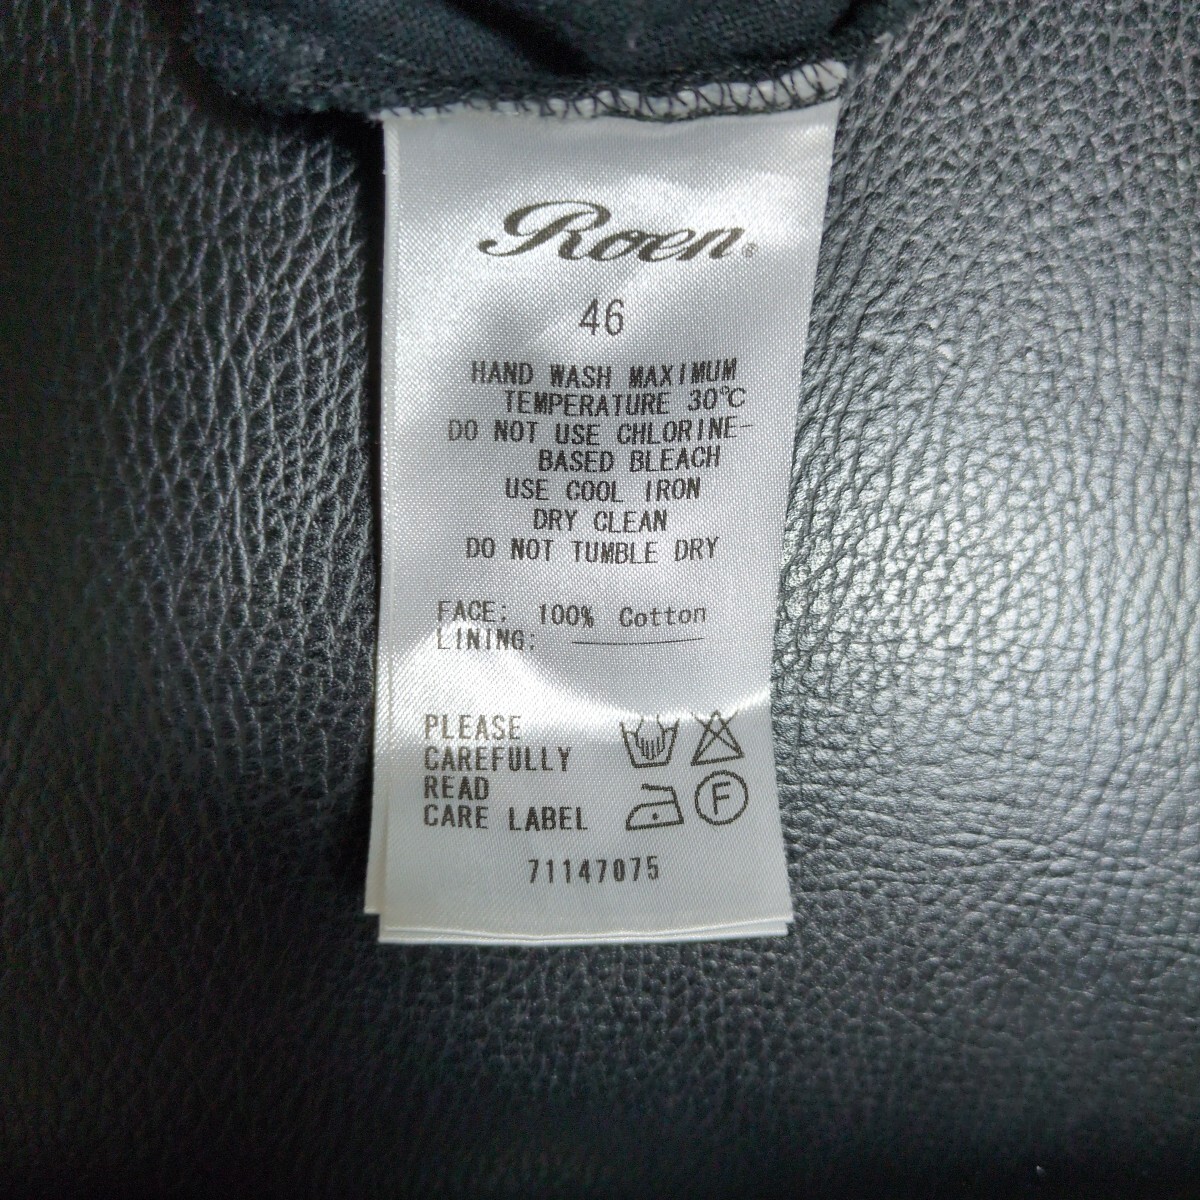 Roen®
46
HAND WASH MAXIMUM
TEMPERATURE 30℃
DO NOT USE CHLORINE-
BASED BLEACH
USE COOL IRON
DRY CLEAN
DO NOT TUMBLE DRY
FACE: 100% Cotton
LINING:
PLEASE
CAREFULLY
READ
CARE LABEL
F
71147075